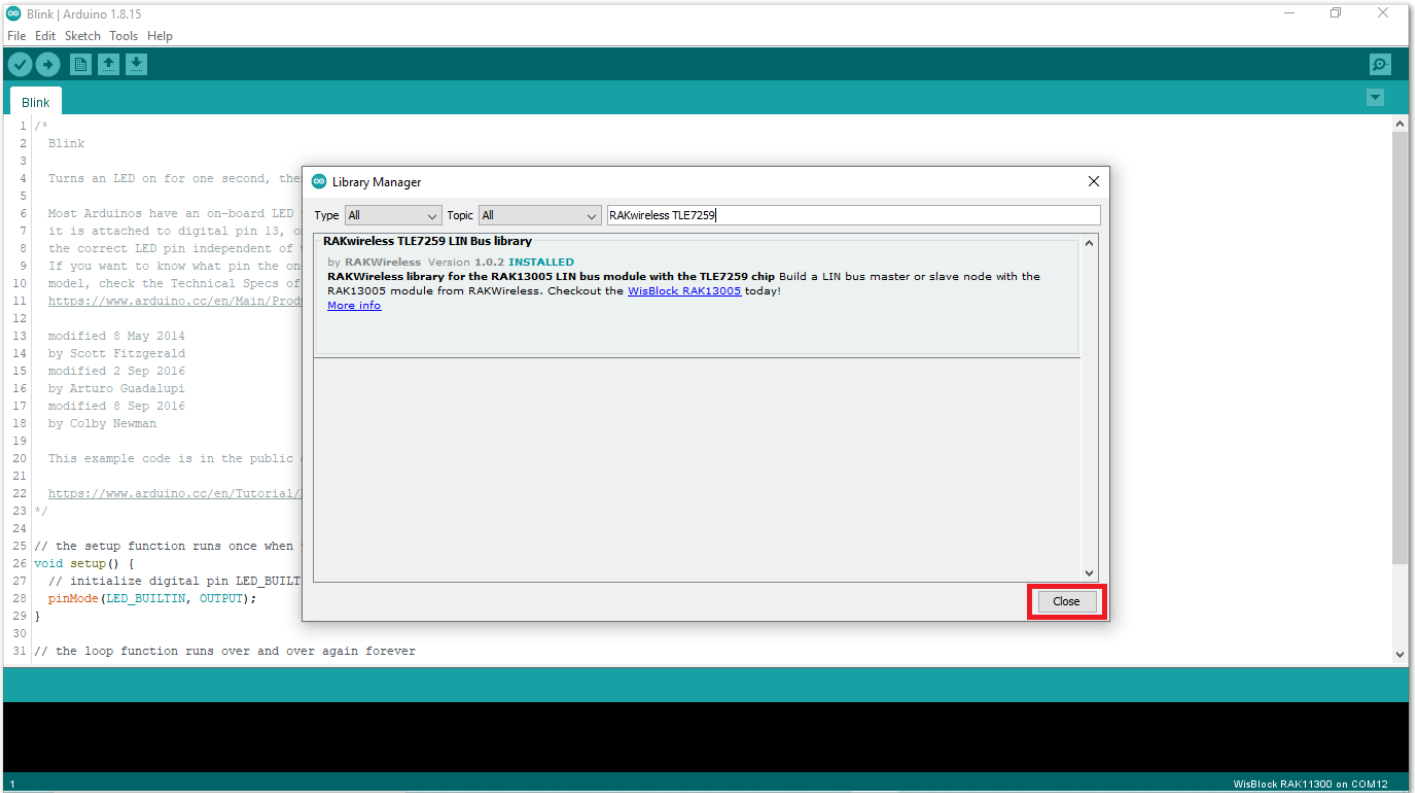 Blink | Arduino 1.8.15
File Edit Sketch Tools Help
Blink
1 /*
2 Blink
3
4 Turns an LED on for one second, the
5
6 Most Arduinos have an on-board LED
7 it is attached to digital pin 13, o
8 the correct LED pin independent of
9 If you want to know what pin the on
10 model, check the Technical Specs of
11 https://www.arduino.cc/en/Main/Prod
12
13 modified 8 May 2014
14 by Scott Fitzgerald
15 modified 2 Sep 2016
16 by Arturo Guadalupi
17 modified 8 Sep 2016
18 by Colby Newman
19
20 This example code is in the public
21
22 https://www.arduino.cc/en/Tutorial/
23 */
24
25 // the setup function runs once when
26 void setup() {
27 // initialize digital pin LED_BUILT
28 pinMode(LED_BUILTIN, OUTPUT);
29 }
30
31 // the loop function runs over and over again forever
Library Manager
Type All Topic All RAKwireless TLE7259
RAKwireless TLE7259 LIN Bus library
by RAKWireless Version 1.0.2 INSTALLED
RAKWireless library for the RAK13005 LIN bus module with the TLE7259 chip Build a LIN bus master or slave node with the
RAK13005 module from RAKWireless. Checkout the WisBlock RAK13005 today!
More info
Close
1 WisBlock RAK11300 on COM12